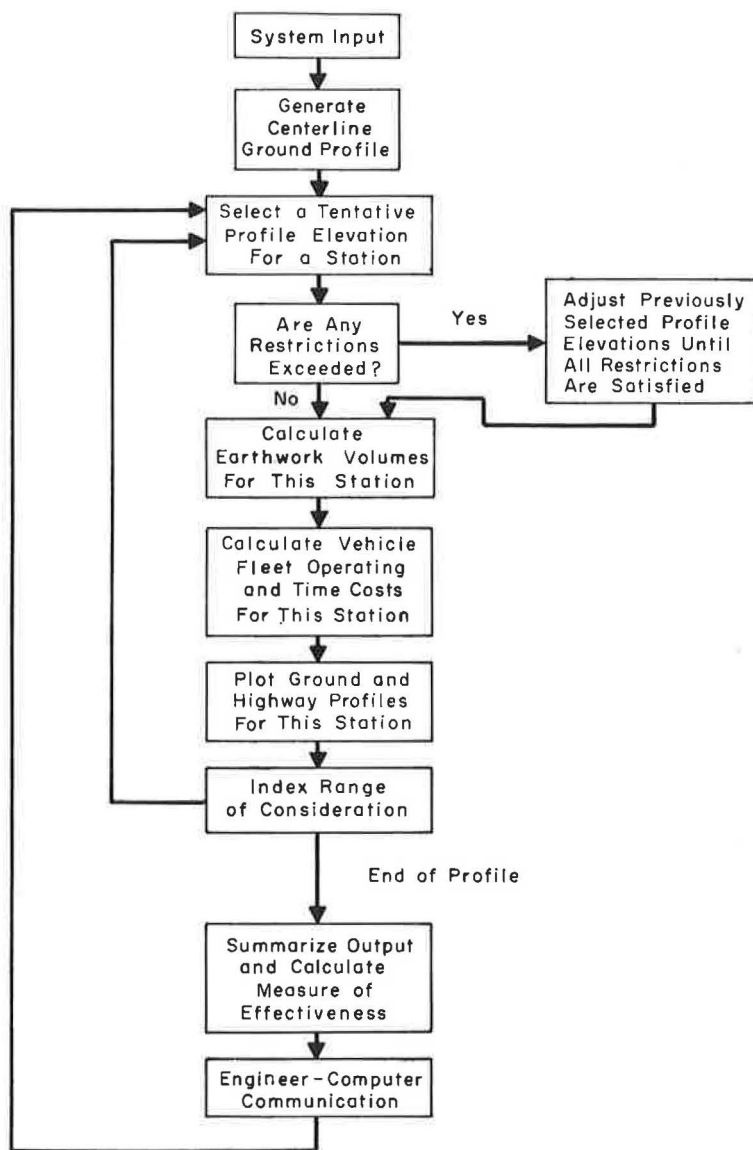 System Input
Generate
Centerline
Ground Profile
Select a Tentative
Profile Elevation
For a Station
Are Any
Restrictions
Exceeded?
Yes
Adjust Previously
Selected Profile
Elevations Until
All Restrictions
Are Satisfied
No
Calculate
Earthwork Volumes
For This Station
Calculate Vehicle
Fleet Operating
and Time Costs
For This Station
Plot Ground and
Highway Profiles
For This Station
Index Range
of Consideration
End of Profile
Summarize Output
and Calculate
Measure of
Effectiveness
Engineer-Computer
Communication